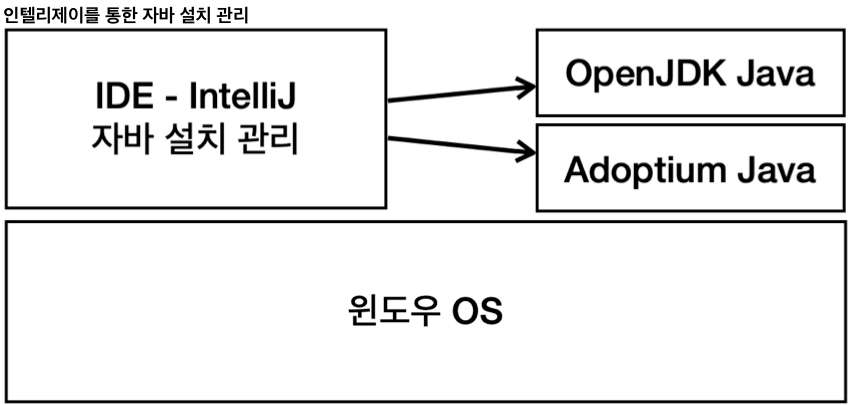 인텔리제이를 통한 자바 설치 관리
IDE - IntelliJ
자바 설치 관리
OpenJDK Java
Adoptium Java
윈도우 OS